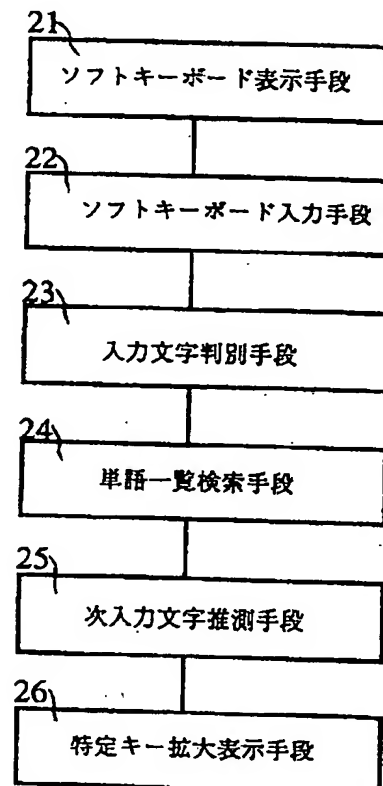 21
ソフトキーボード表示手段
22
ソフトキーボード入力手段
23
入力文字判別手段
24
単語一覧検索手段
25
次入力文字推測手段
26
特定キー拡大表示手段